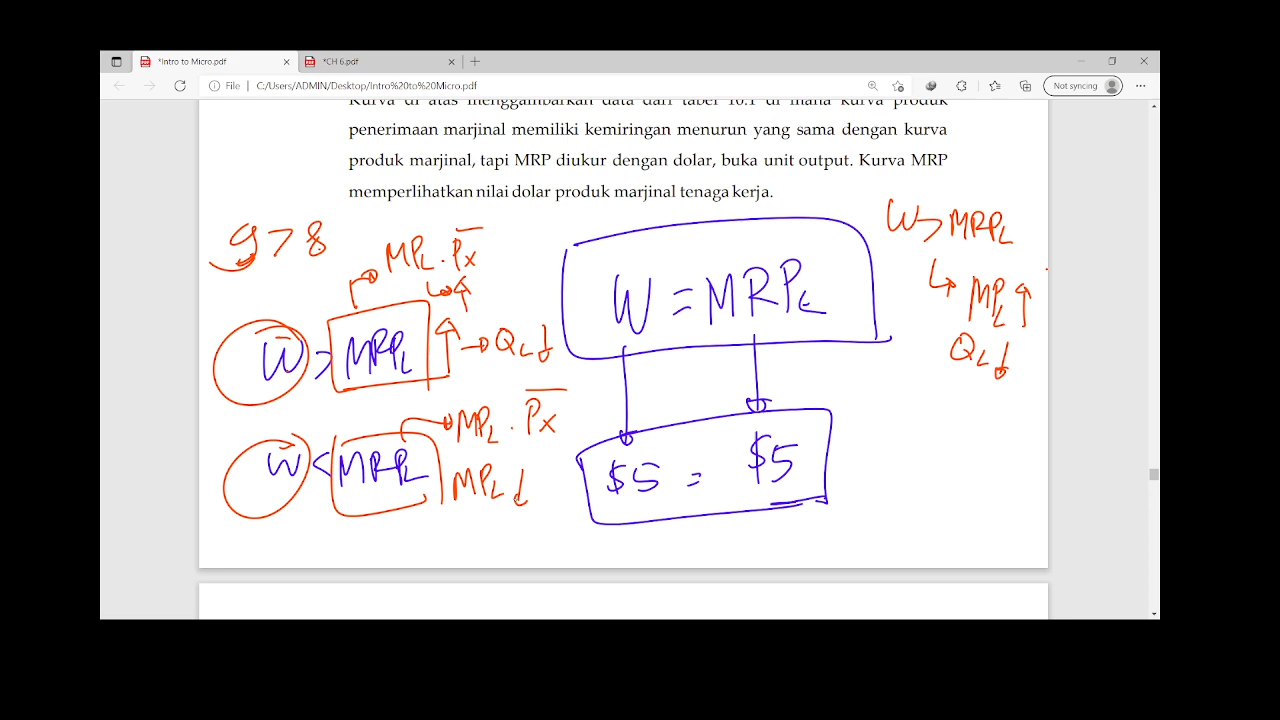 *Intro to Micro.pdf
*CH 6.pdf
File
C:/Users/ADMIN/Desktop/Intro%20to%20Micro.pdf
Not syncing
Kurva di atas menggambarkan data dari tabel 10.1 di mana kurva produk
penerimaan marjinal memiliki kemiringan menurun yang sama dengan kurva
produk marjinal, tapi MRP diukur dengan dolar, buka unit output. Kurva MRP
memperlihatkan nilai dolar produk marjinal tenaga kerja.
9 > 8
MPL . Px
W > MRPL
MPL ↑
QL ↓
W = MRPL
W > MRPL ↑ → QL ↓
MPL . Px
W < MRPL
MPL ↓
$5 = $5